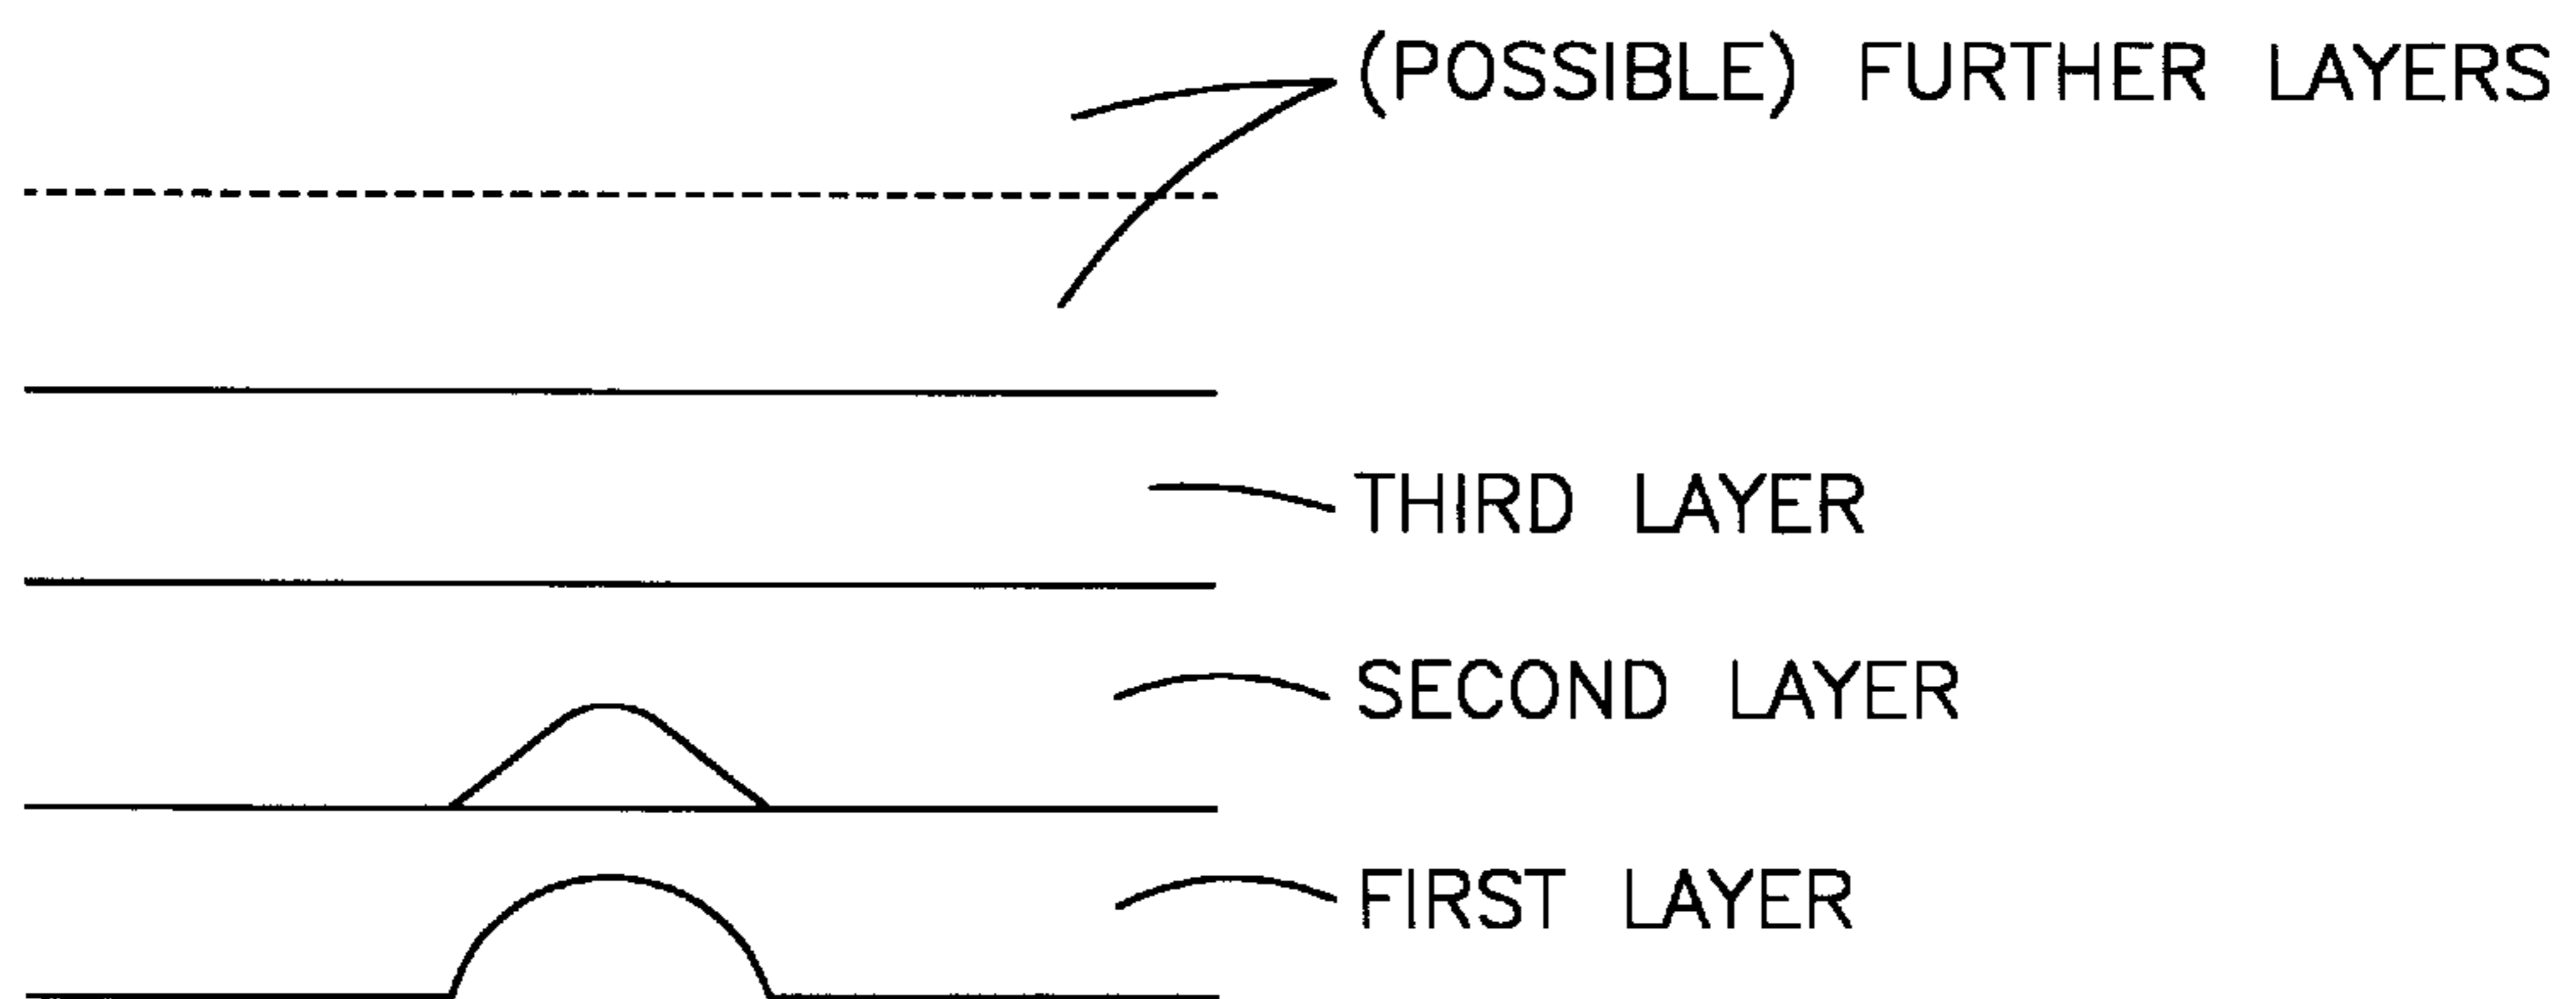 (POSSIBLE) FURTHER LAYERS
THIRD LAYER
SECOND LAYER
FIRST LAYER